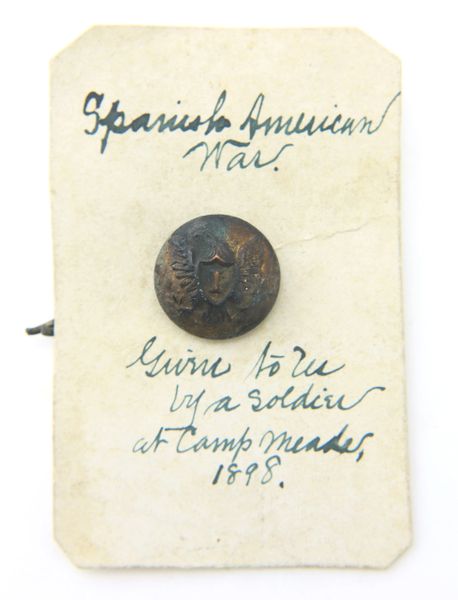 Spanish American
War.
I
Given to us
by a Soldier
at Camp Meade,
1898.